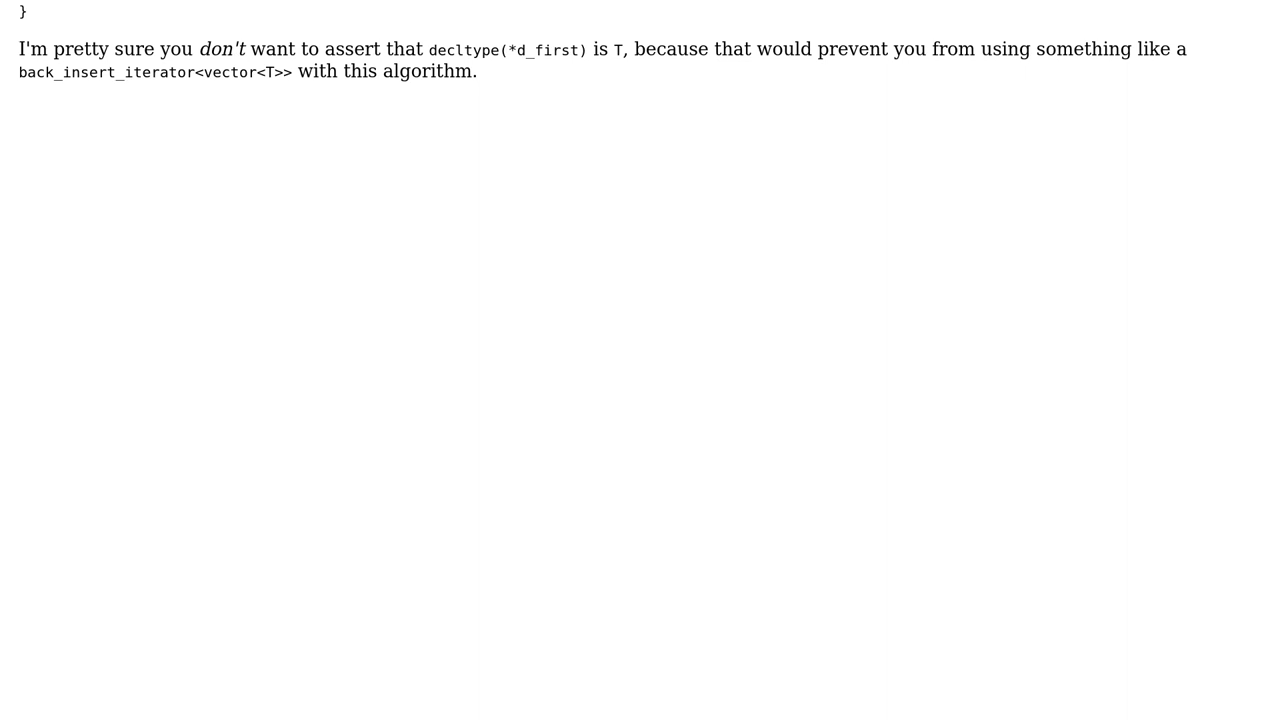 }
I'm pretty sure you don't want to assert that decltype(*d_first) is T, because that would prevent you from using something like a
back_insert_iterator<vector<T>> with this algorithm.